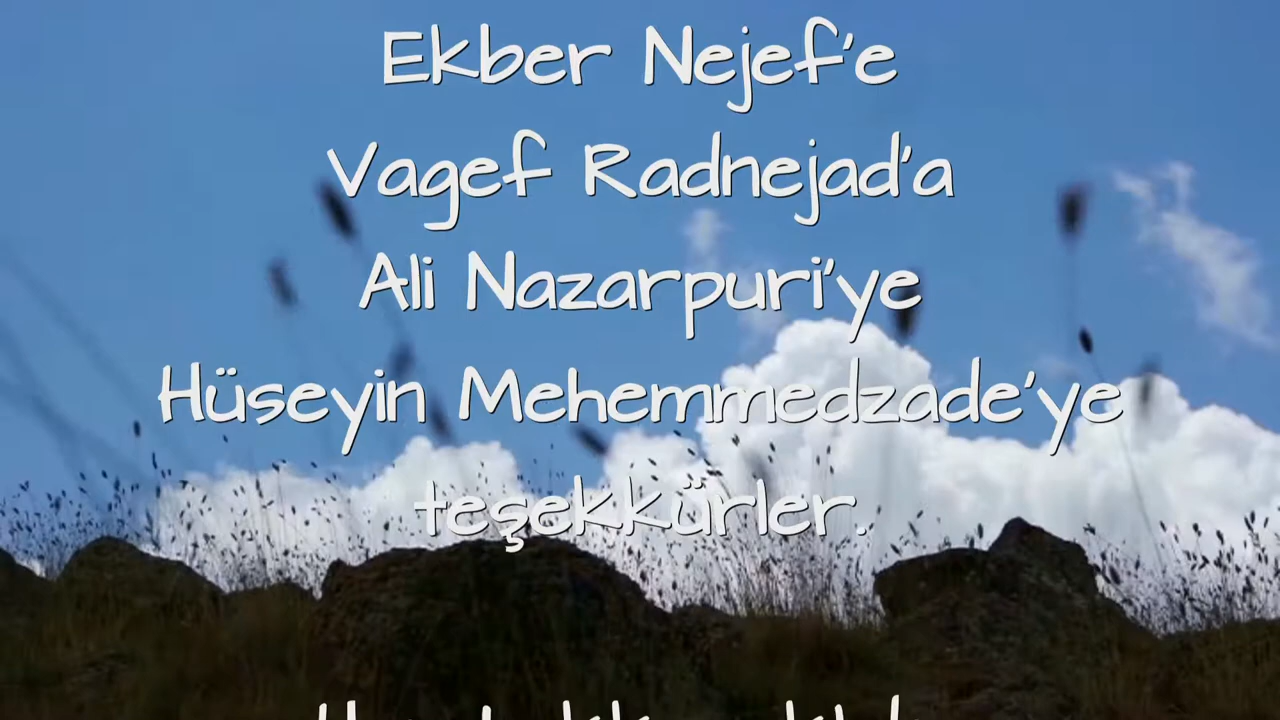 Ekber Nejef'e
Vagef Radnejad'a
Ali Nazarpuri'ye
Hüseyin Mehemmedzade'ye
teşekkürler.